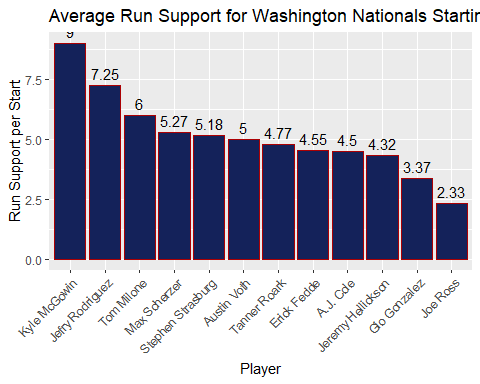 Average Run Support for Washington Nationals Startin
9
7.25
6
5.27
5.18
5
4.77
4.55
4.5
4.32
3.37
2.33
7.5
5.0
2.5
0.0
Run Support per Start
Kyle McGowin
Jefry Rodriguez
Tom Milone
Max Scherzer
Stephen Strasburg
Austin Voth
Tanner Roark
Erick Fedde
A.J. Cole
Jeremy Hellickson
Gio Gonzalez
Joe Ross
Player